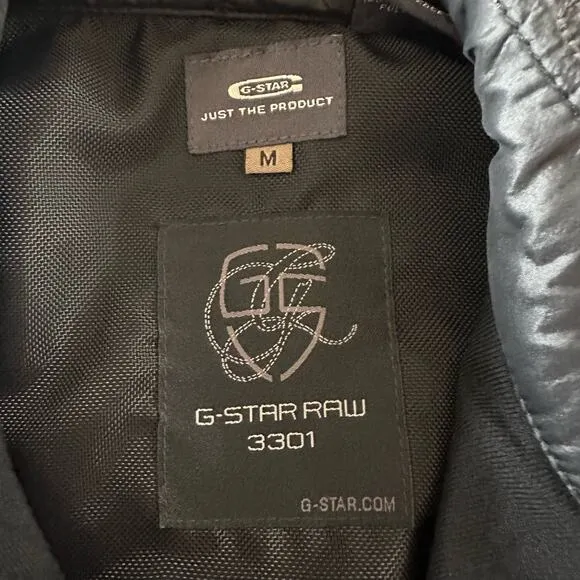 G-STAR
JUST THE PRODUCT
M
G-STAR RAW
3301
G-STAR.COM